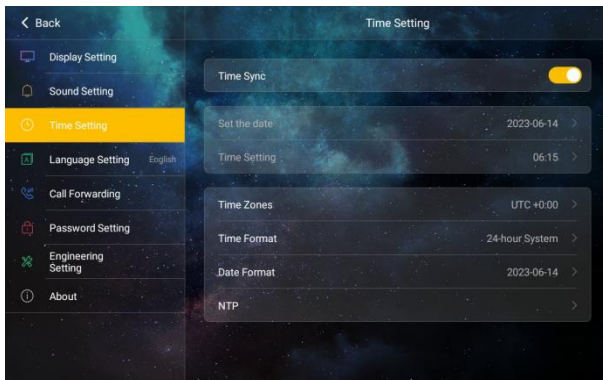 Back
Time Setting
Display Setting
Sound Setting
Time Setting
Language Setting English
Call Forwarding
Password Setting
Engineering
Setting
About
Time Sync
Set the date 2023-06-14
Time Setting 06:15
Time Zones UTC +0:00
Time Format 24-hour System
Date Format 2023-06-14
NTP